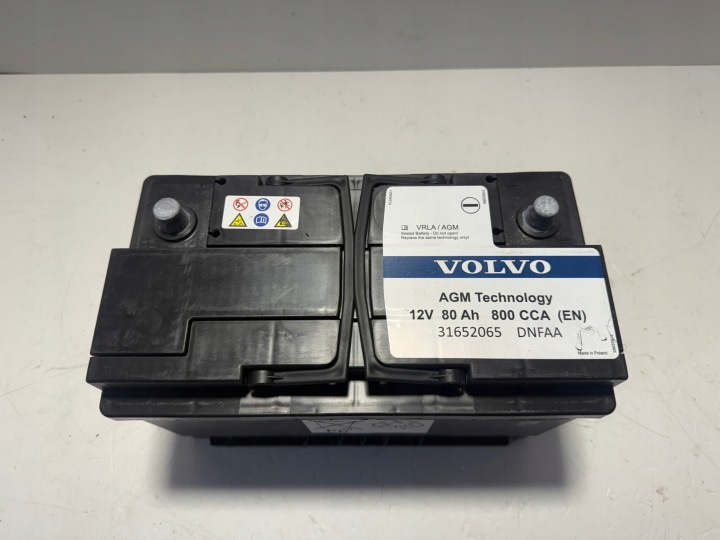 VRLA / AGM
Sealed Battery - Do not open!
Replace the same technology only!
VOLVO
AGM Technology
12V 80 Ah 800 CCA (EN)
31652065 DNFAA
Made in Poland